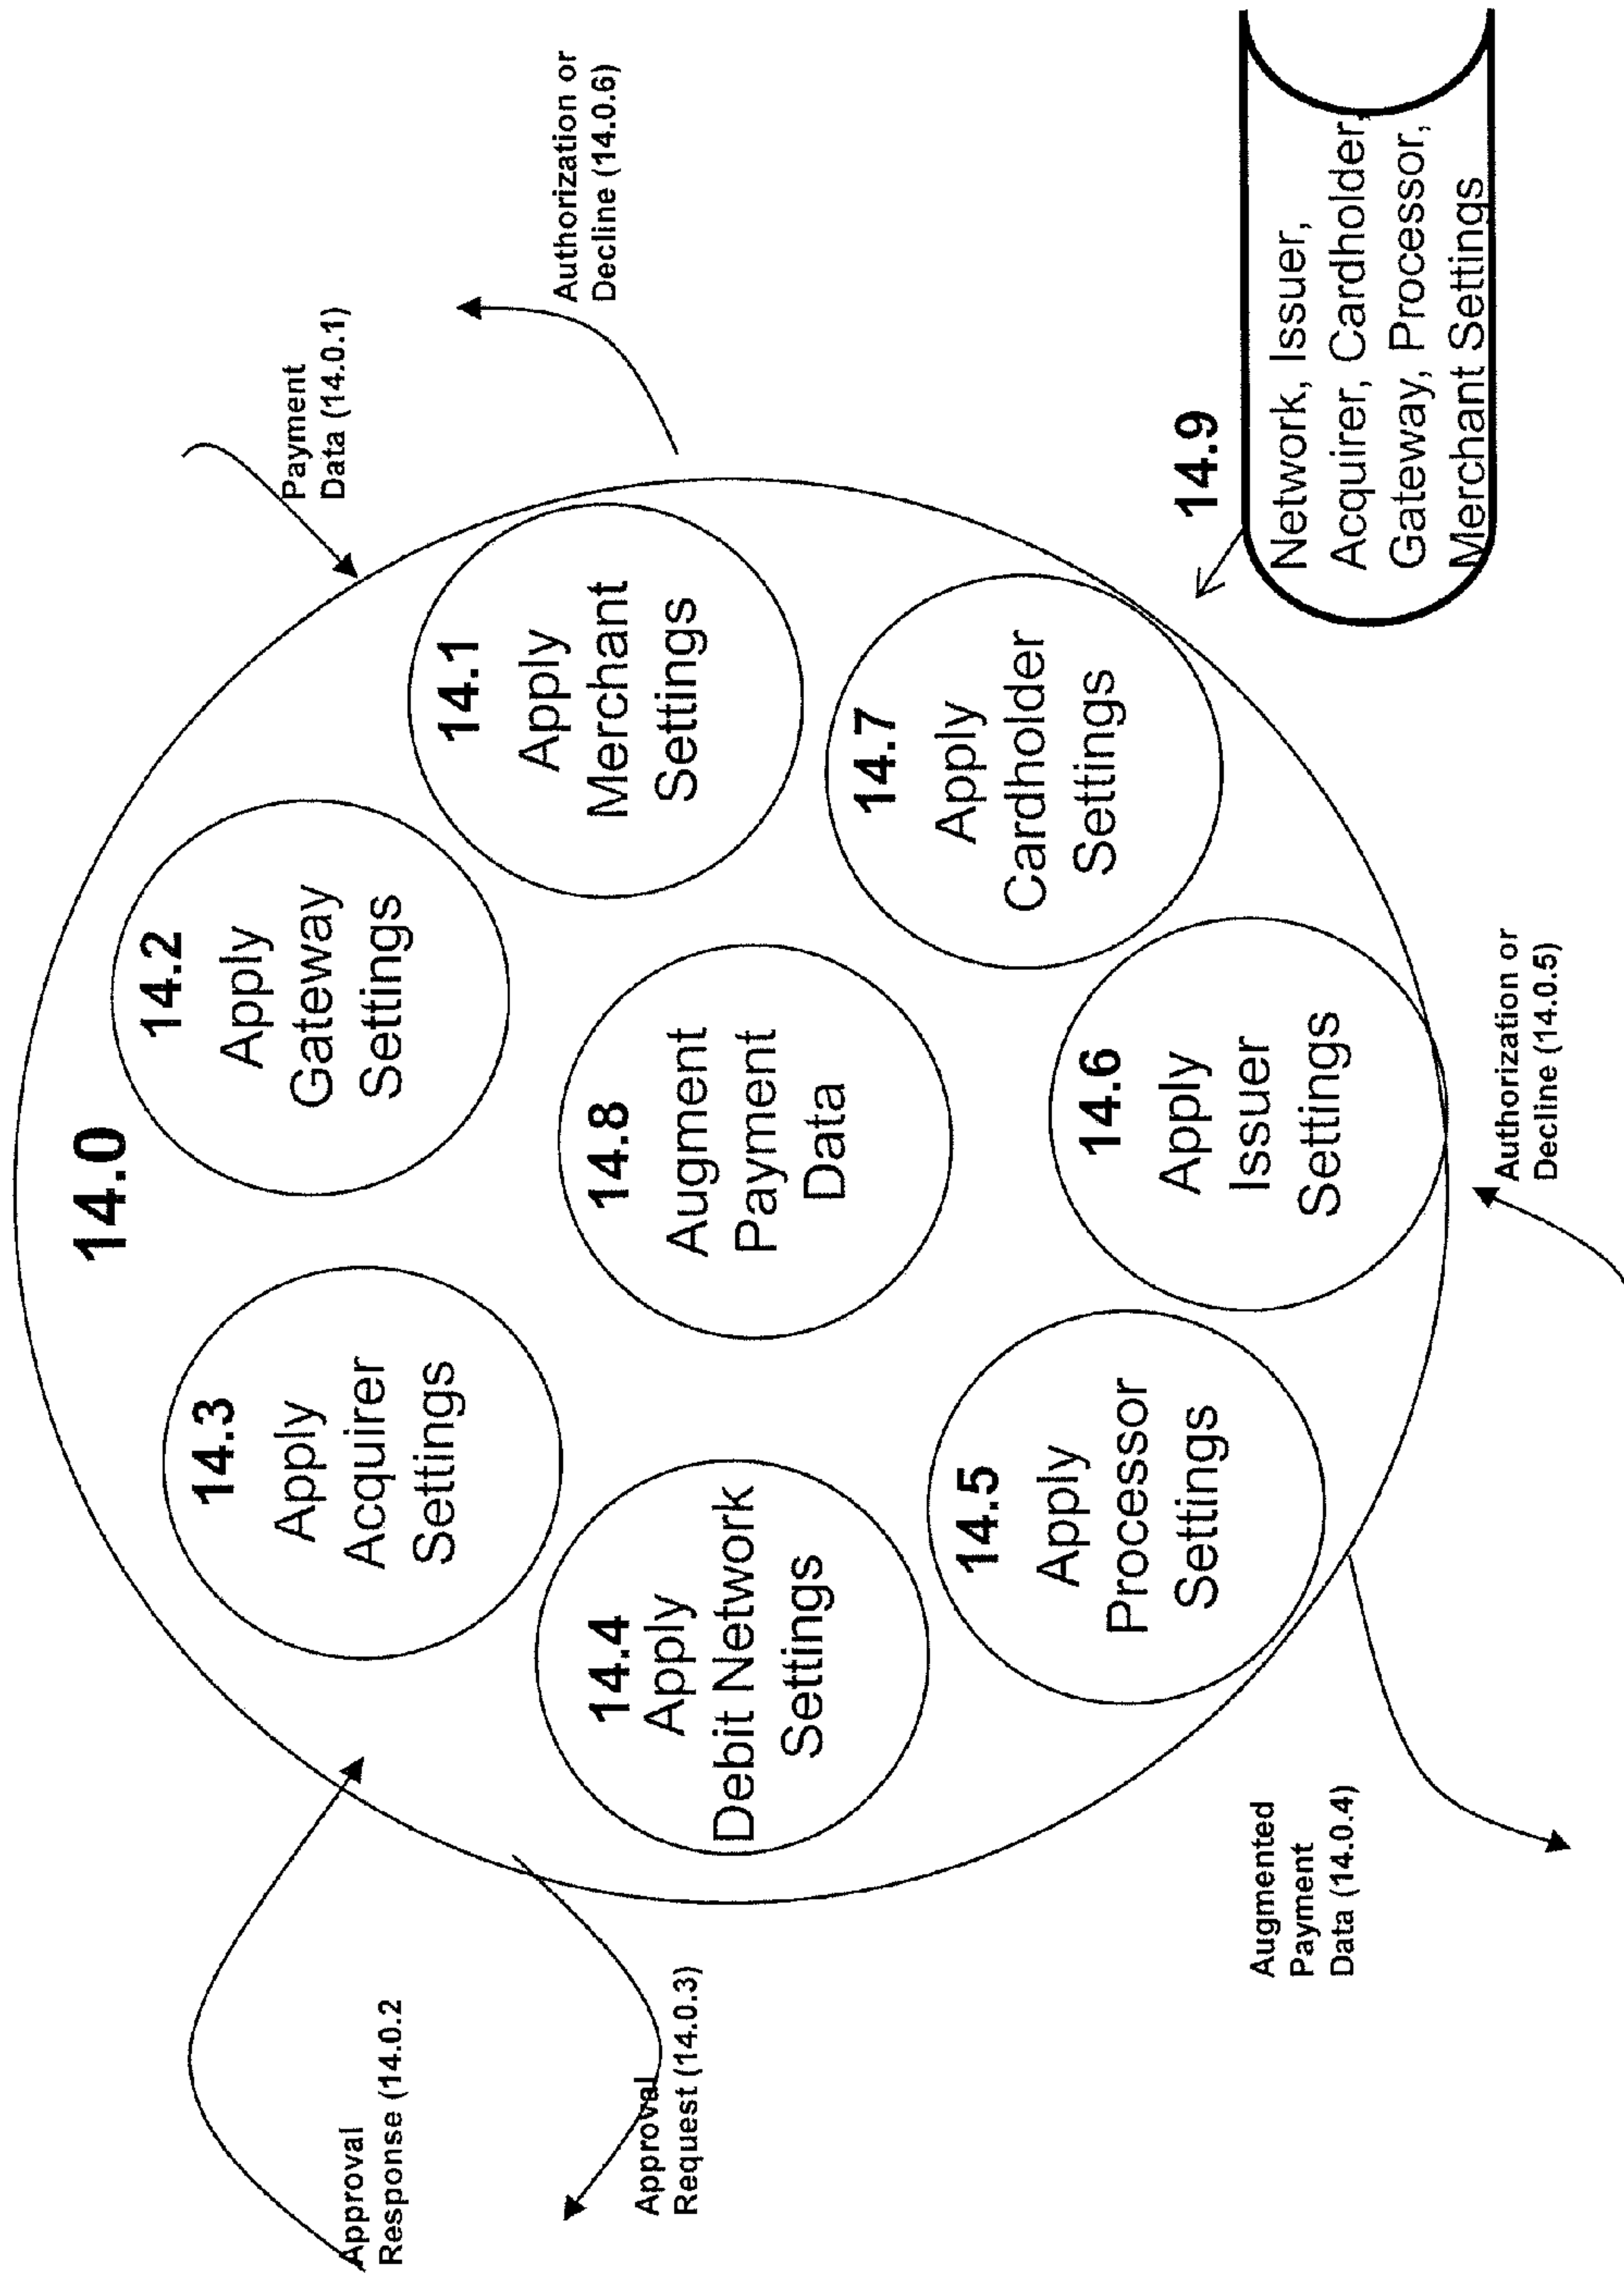 14.0
14.3
Apply
Acquirer
Settings
14.2
Apply
Gateway
Settings
14.4
Apply
Debit Network
Settings
14.8
Augment
Payment
Data
14.1
Apply
Merchant
Settings
14.5
Apply
Processor
Settings
14.6
Apply
Issuer
Settings
14.7
Apply
Cardholder
Settings
Approval
Response (14.0.2
Approval
Request (14.0.3)
Augmented
Payment
Data (14.0.4)
Authorization or
Decline (14.0.5)
Payment
Data (14.0.1)
Authorization or
Decline (14.0.6)
14.9
Network, Issuer,
Acquirer, Cardholder,
Gateway, Processor,
Merchant Settings